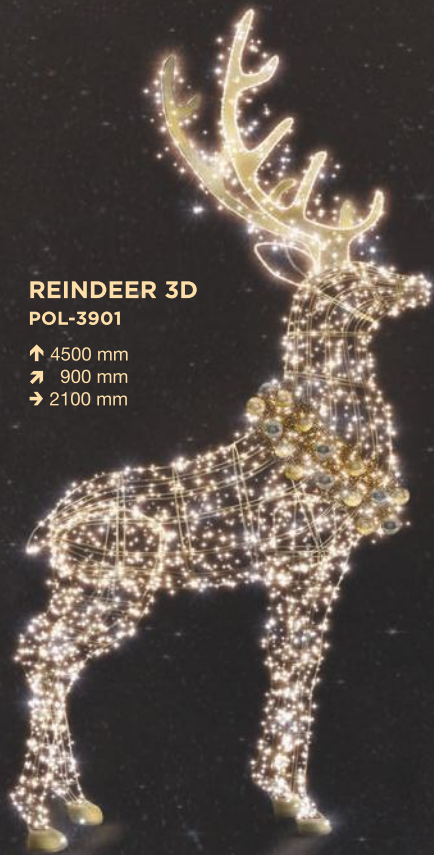 REINDEER 3D
POL-3901
↑ 4500 mm
↗ 900 mm
→ 2100 mm